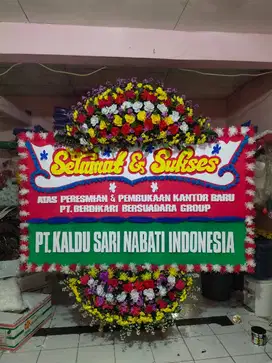 Selamat & Sukses
ATAS PERESMIAN & PEMBUKAAN KANTOR BARU
PT. BERDIKARI BERSUADARA GROUP
PT. KALDU SARI NABATI INDONESIA